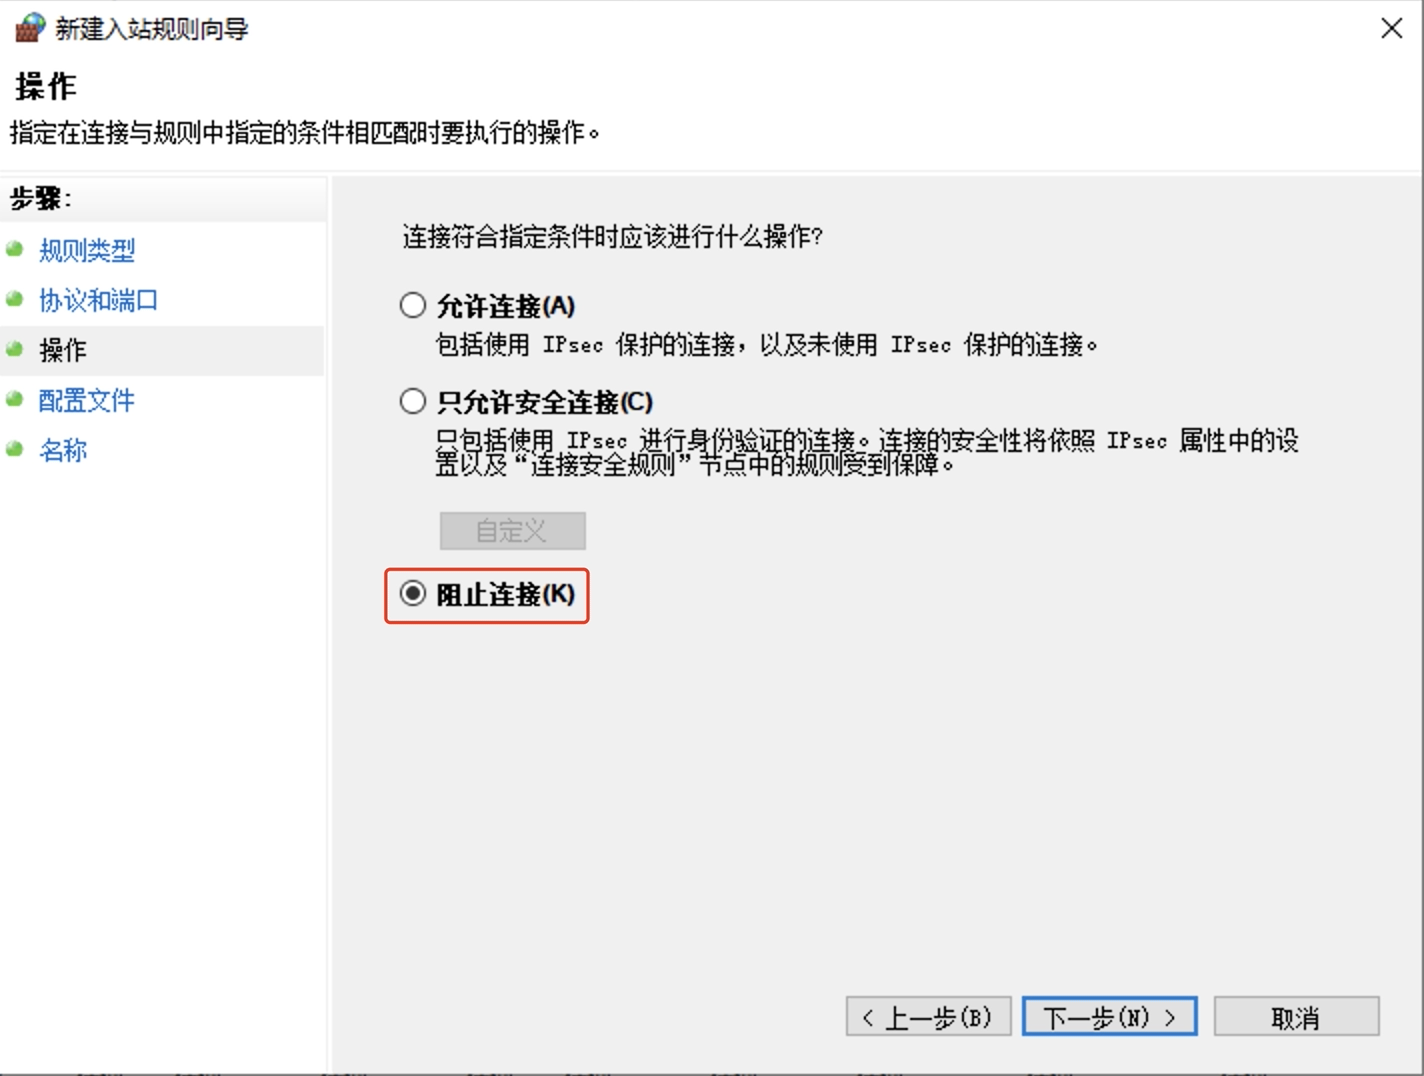 新建入站规则向导
操作
指定在连接与规则中指定的条件相匹配时要执行的操作。
步骤:
规则类型
协议和端口
操作
配置文件
名称
连接符合指定条件时应该进行什么操作?
允许连接(A)
包括使用 IPsec 保护的连接，以及未使用 IPsec 保护的连接。
只允许安全连接(C)
只包括使用 IPsec 进行身份验证的连接。连接的安全性将依照 IPsec 属性中的设
置以及“连接安全规则”节点中的规则受到保障。
自定义
阻止连接(K)
< 上一步(B)
下一步(N) >
取消